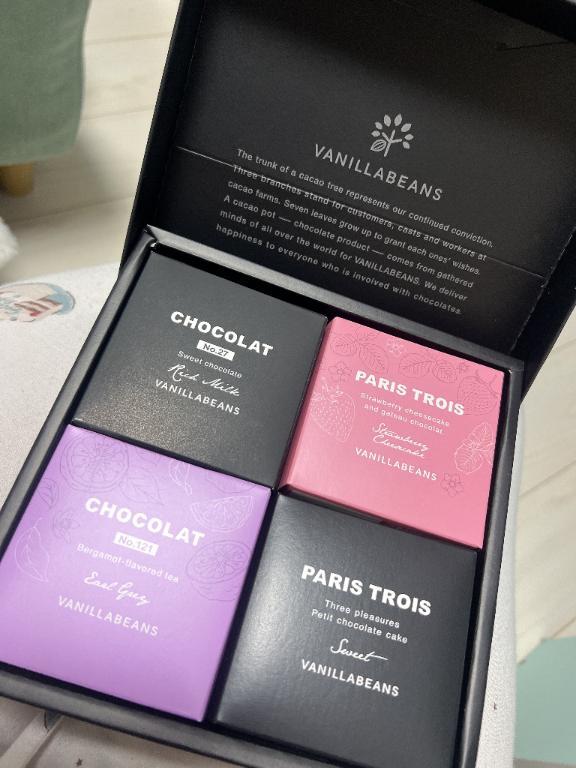 VANILLABEANS
The trunk of a cacao tree represents our continued conviction.
Three branches stand for customers, casts and workers at
cacao farms. Seven leaves grow up to grant each ones' wishes.
A cacao pot — chocolate product — comes from gathered
minds of all over the world for VANILLABEANS. We deliver
happiness to everyone who is involved with chocolates.
CHOCOLAT
No.27
Sweet chocolate
Rich Milk
VANILLABEANS
PARIS TROIS
Strawberry cheesecake
and gateau chocolat
Strawberry
Cheesecake
VANILLABEANS
CHOCOLAT
No.121
Bergamot-flavored tea
Earl Grey
VANILLABEANS
PARIS TROIS
Three pleasures
Petit chocolate cake
Sweet
VANILLABEANS